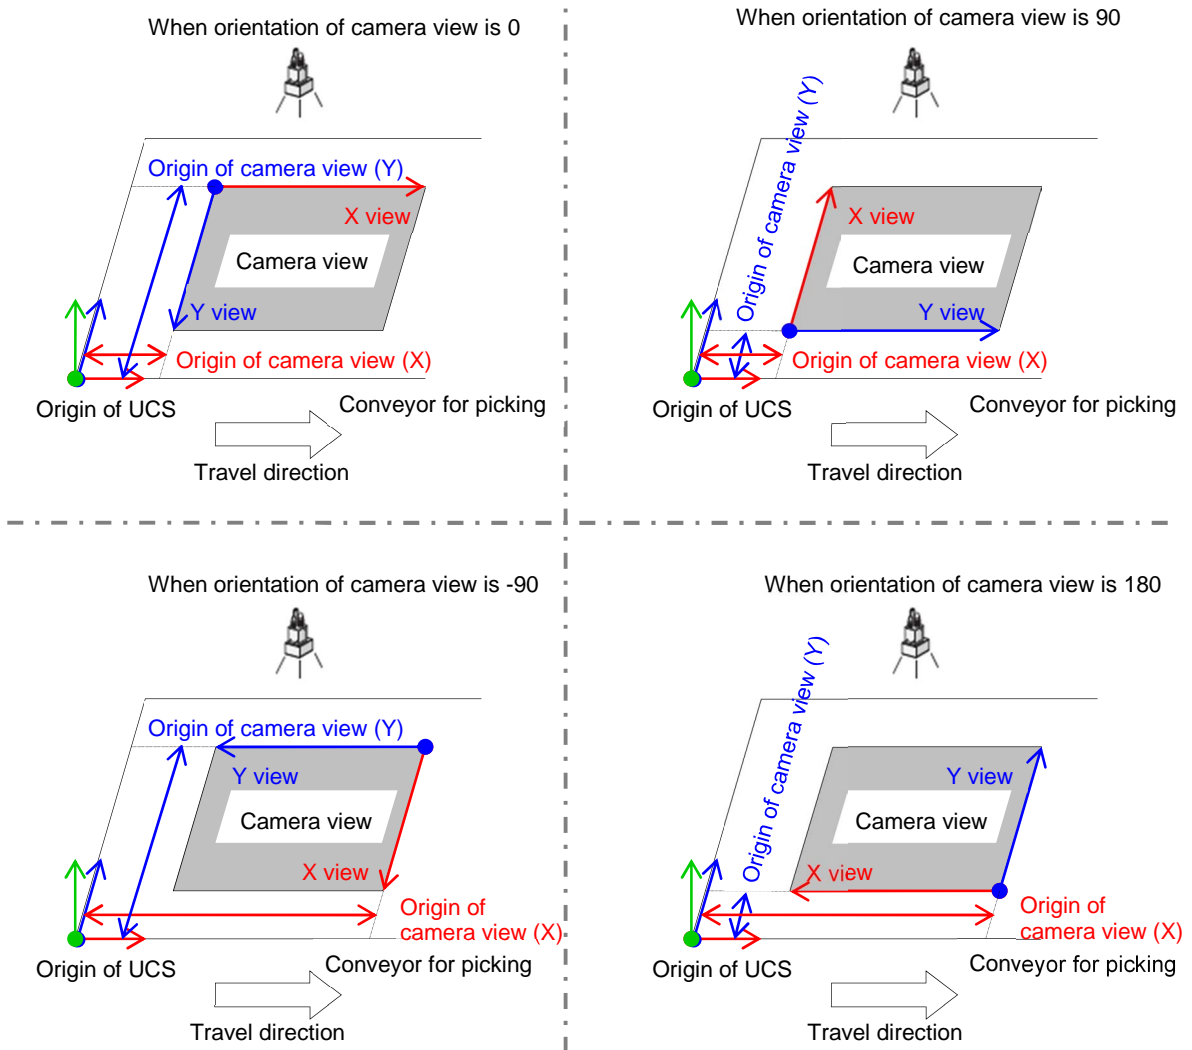 When orientation of camera view is 0
Origin of camera view (Y)
X view
Camera view
Y view
Origin of camera view (X)
Origin of UCS
Conveyor for picking
Travel direction
When orientation of camera view is 90
Origin of camera view (Y)
X view
Camera view
Y view
Origin of camera view (X)
Origin of UCS
Conveyor for picking
Travel direction
When orientation of camera view is -90
Origin of camera view (Y)
Y view
Camera view
X view
Origin of
camera view (X)
Origin of UCS
Conveyor for picking
Travel direction
When orientation of camera view is 180
Origin of camera view (Y)
Y view
Camera view
X view
Origin of
camera view (X)
Origin of UCS
Conveyor for picking
Travel direction